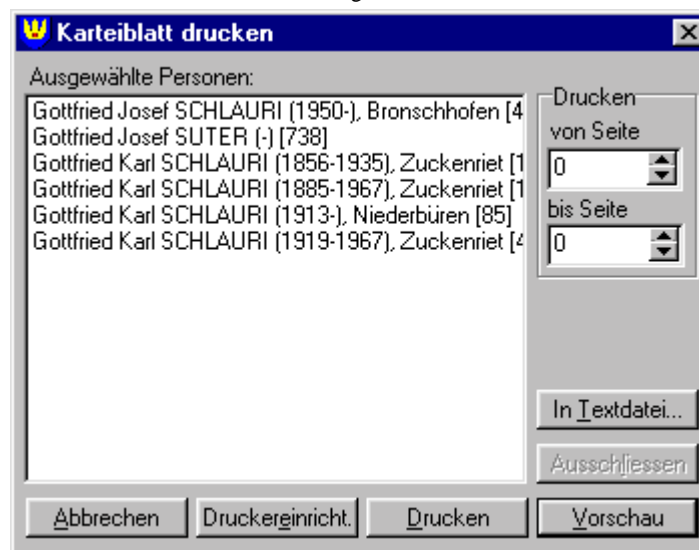 Karteiblatt drucken
Ausgewählte Personen:
Gottfried Josef SCHLAURI (1950-), Bronschhofen [4
Gottfried Josef SUTER (-) [738]
Gottfried Karl SCHLAURI (1856-1935), Zuckenriet [1
Gottfried Karl SCHLAURI (1885-1967), Zuckenriet [1
Gottfried Karl SCHLAURI (1913-), Niederbüren [85]
Gottfried Karl SCHLAURI (1919-1967), Zuckenriet [4
Drucken
von Seite
0
bis Seite
0
In Textdatei...
Ausschliessen
Abbrechen
Druckereinricht.
Drucken
Vorschau